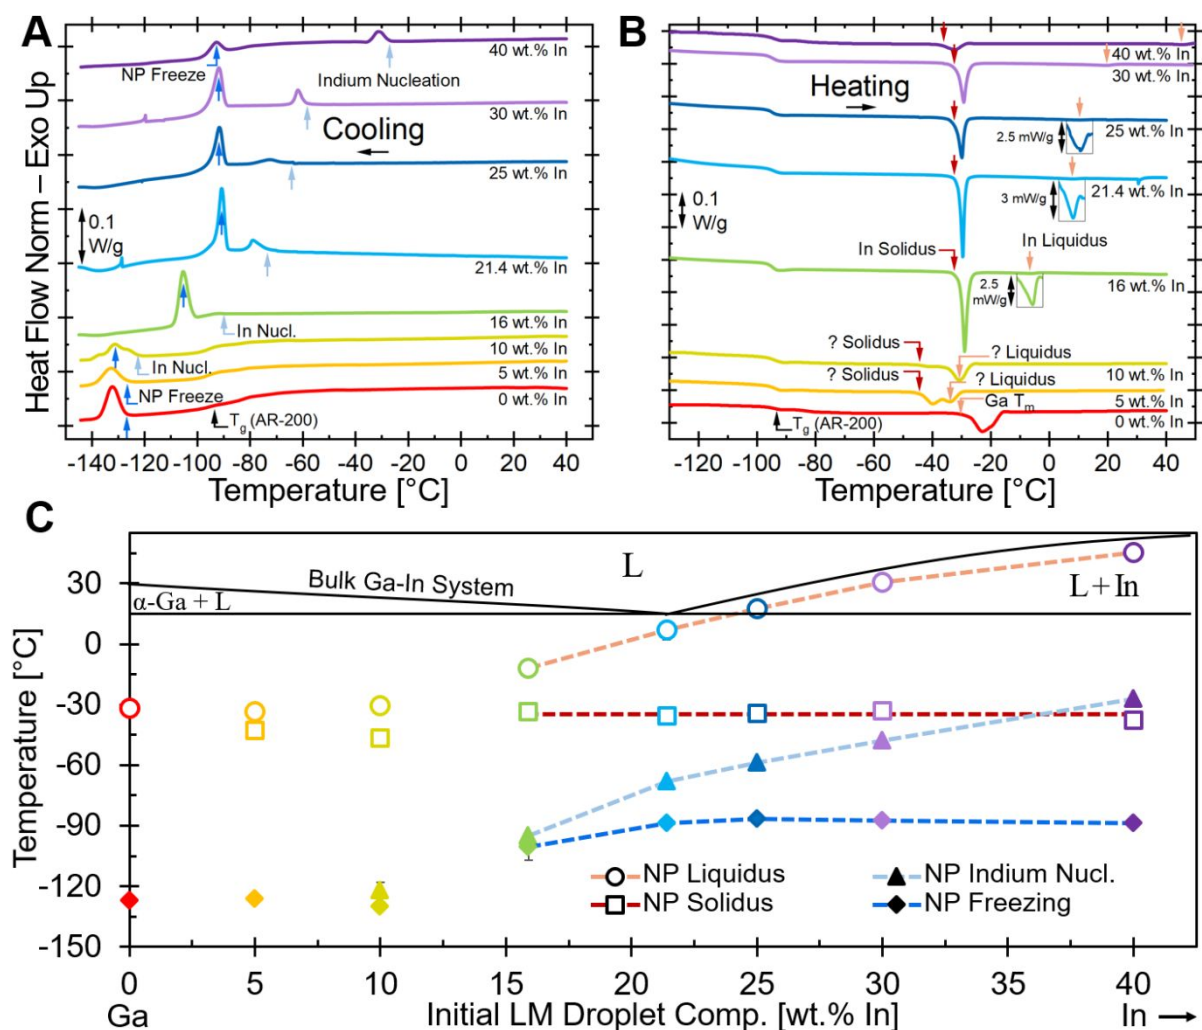 A
40 wt.% In
NP Freeze
Indium Nucleation
30 wt.% In
Cooling
25 wt.% In
0.1
W/g
21.4 wt.% In
16 wt.% In
In Nucl.
10 wt.% In
In Nucl.
5 wt.% In
NP Freeze
0 wt.% In
Tg (AR-200)
Heat Flow Norm – Exo Up
-140 -120 -100 -80 -60 -40 -20 0 20 40
Temperature [°C]
B
40 wt.% In
30 wt.% In
Heating
2.5 mW/g
25 wt.% In
3 mW/g
21.4 wt.% In
0.1
W/g
In Solidus
In Liquidus
2.5
mW/g
16 wt.% In
? Solidus
? Liquidus
10 wt.% In
? Solidus
? Liquidus
5 wt.% In
Ga Tm
0 wt.% In
Tg (AR-200)
-120 -100 -80 -60 -40 -20 0 20 40
Temperature [°C]
C
L
Bulk Ga-In System
α-Ga + L
L + In
30
0
-30
-60
-90
-120
-150
Temperature [°C]
NP Liquidus
NP Indium Nucl.
NP Solidus
NP Freezing
0 5 10 15 20 25 30 35 40
Ga
Initial LM Droplet Comp. [wt.% In]
In →